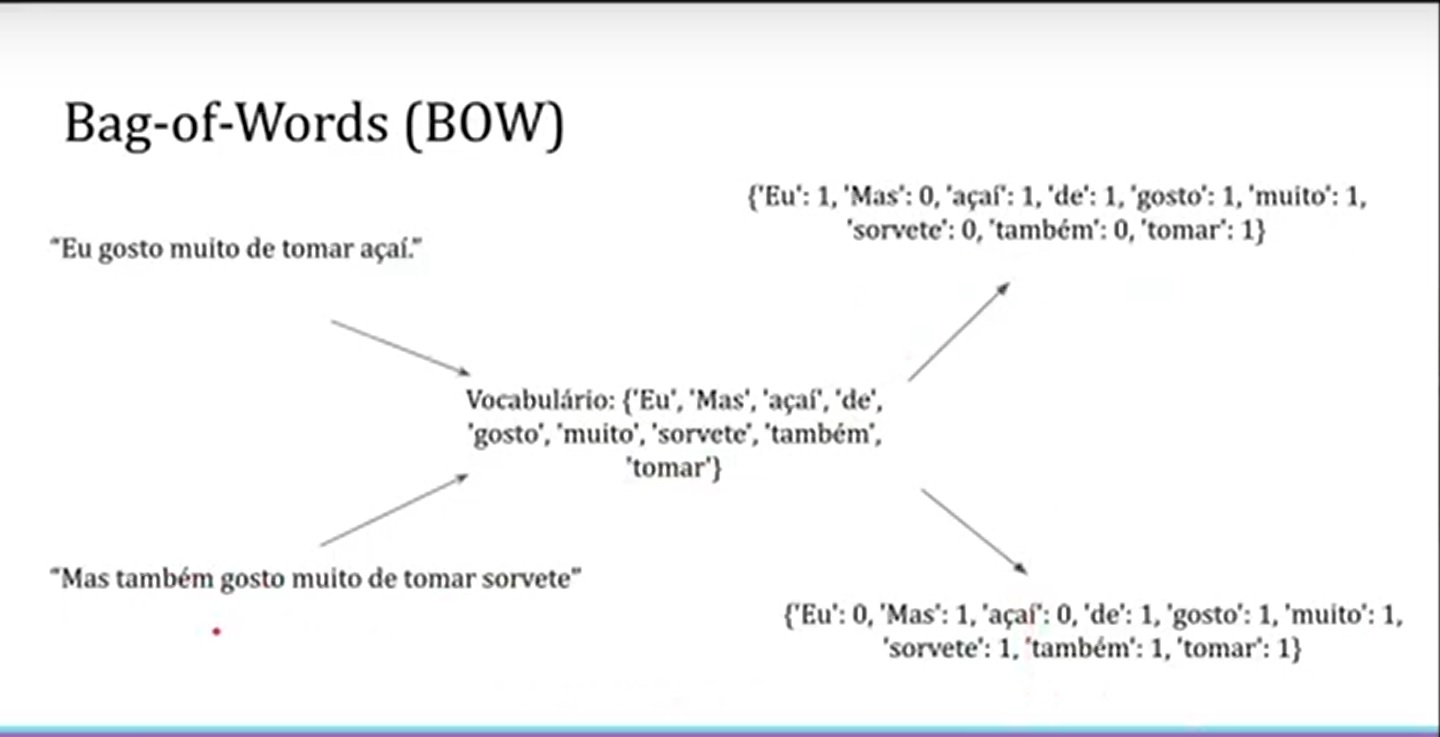 Bag-of-Words (BOW)
"Eu gosto muito de tomar açaí."
{'Eu': 1, 'Mas': 0, 'açaí': 1, 'de': 1, 'gosto': 1, 'muito': 1,
'sorvete': 0, 'também': 0, 'tomar': 1}
Vocabulário: {'Eu', 'Mas', 'açaí', 'de',
'gosto', 'muito', 'sorvete', 'também',
'tomar'}
"Mas também gosto muito de tomar sorvete"
{'Eu': 0, 'Mas': 1, 'açaí': 0, 'de': 1, 'gosto': 1, 'muito': 1,
'sorvete': 1, 'também': 1, 'tomar': 1}